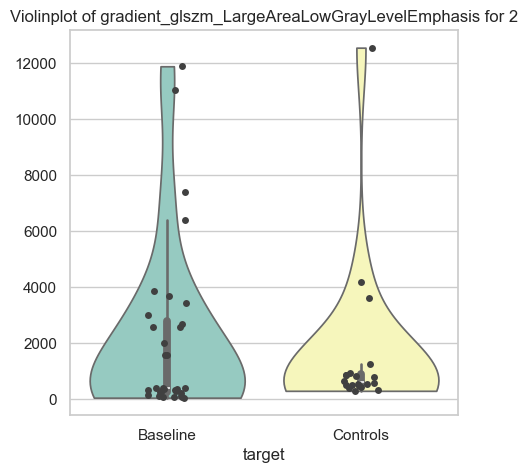 Violinplot of gradient_glszm_LargeAreaLowGrayLevelEmphasis for 2
12000
10000
8000
6000
4000
2000
0
Baseline Controls
target